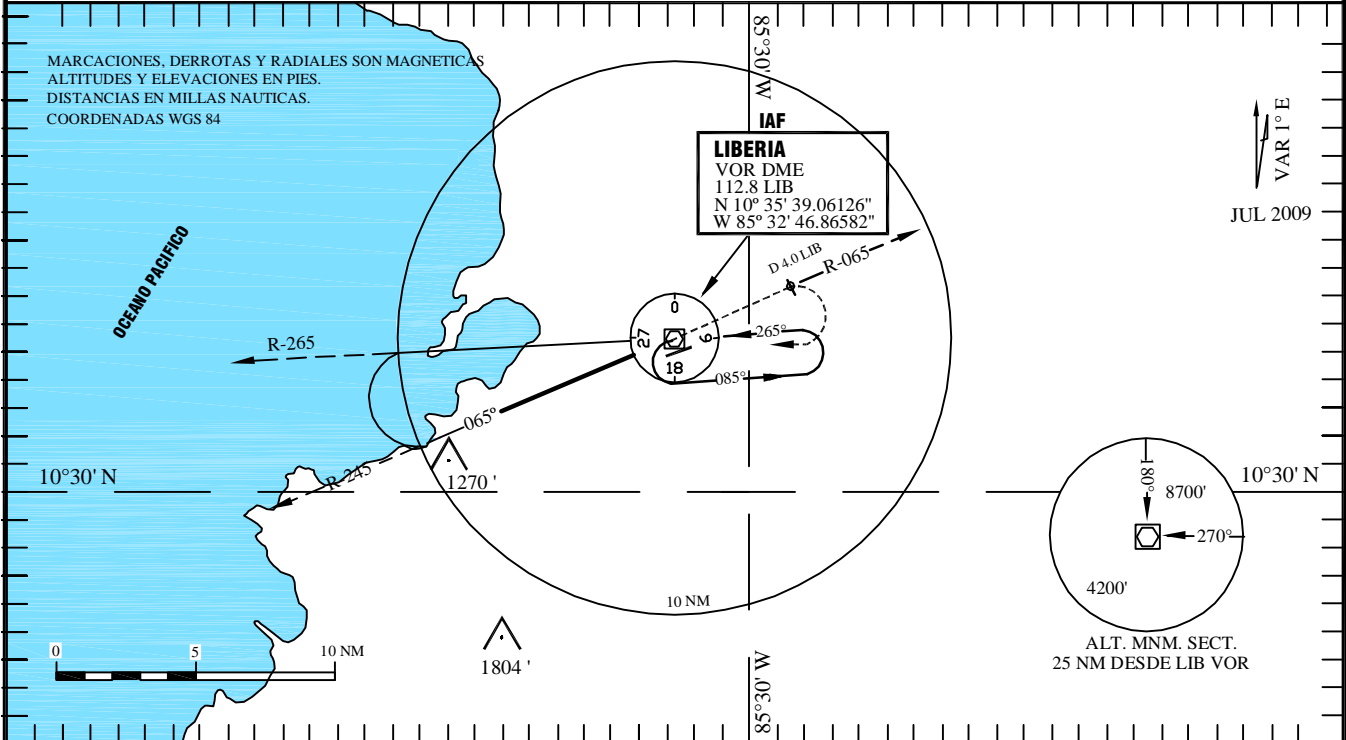 MARCACIONES, DERROTAS Y RADIALES SON MAGNETICAS
ALTITUDES Y ELEVACIONES EN PIES.
DISTANCIAS EN MILLAS NAUTICAS.
COORDENADAS WGS 84
85°30' W
VAR 1° E
JUL 2009
IAF
LIBERIA
VOR DME
112.8 LIB
N 10º 35' 39.06126"
W 85º 32' 46.86582"
OCEANO PACIFICO
D 4.0 LIB
R-065
R-265
0
27
9
18
265°
085°
065°
R-245
1270 '
10°30' N
10°30' N
180°
8700'
270°
4200'
10 NM
ALT. MNM. SECT.
25 NM DESDE LIB VOR
0
5
10 NM
1804 '
85°30' W